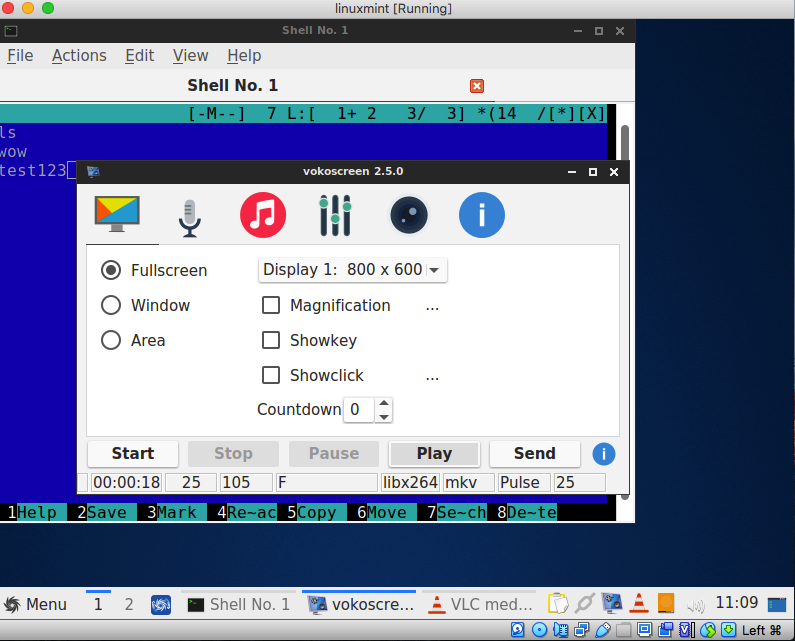 linuxmint [Running]
Shell No. 1
File Actions Edit View Help
Shell No. 1
[-M--] 7 L:[ 1+ 2 3/ 3] *(14 /[*][X]
ls
wow
test123
vokoscreen 2.5.0
i
Fullscreen Display 1: 800 x 600
Window Magnification ...
Area Showkey
Showclick ...
Countdown 0
Start Stop Pause Play Send i
00:00:18 25 105 F libx264 mkv Pulse 25
1Help 2Save 3Mark 4Re~ac 5Copy 6Move 7Se~ch 8De~te
Menu 1 2 Shell No. 1 vokoscre... VLC med... 11:09
Left ⌘